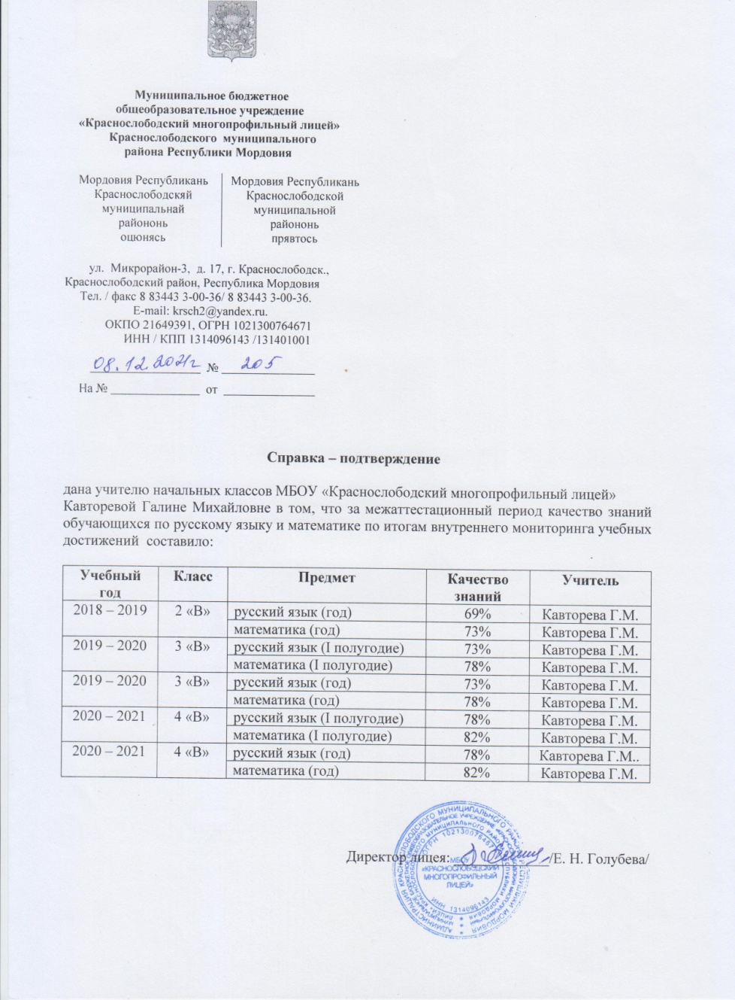 Муниципальное бюджетное
общеобразовательное учреждение
«Краснослободский многопрофильный лицей»
Краснослободского муниципального
района Республики Мордовия
Мордовия Республикань
Краснослободскяй
муниципальнай
райононь
оцюнясь
Мордовия Республикань
Краснослободской
муниципальной
райононь
прявтось
ул. Микрорайон-3, д. 17, г. Краснослободск.,
Краснослободский район, Республика Мордовия
Тел. / факс 8 83443 3-00-36/ 8 83443 3-00-36.
E-mail: krsch2@yandex.ru.
ОКПО 21649391, ОГРН 1021300764671
ИНН / КПП 1314096143 /131401001
08.12.2021г № 205
На № ______________ от ______________
Справка – подтверждение
дана учителю начальных классов МБОУ «Краснослободский многопрофильный лицей»
Кавторевой Галине Михайловне в том, что за межаттестационный период качество знаний
обучающихся по русскому языку и математике по итогам внутреннего мониторинга учебных
достижений составило:
Учебный год Класс Предмет Качество знаний Учитель
2018 – 2019 2 «В» русский язык (год) 69% Кавторева Г.М.
математика (год) 73% Кавторева Г.М.
2019 – 2020 3 «В» русский язык (I полугодие) 73% Кавторева Г.М.
математика (I полугодие) 78% Кавторева Г.М.
2019 – 2020 3 «В» русский язык (год) 73% Кавторева Г.М.
математика (год) 78% Кавторева Г.М.
2020 – 2021 4 «В» русский язык (I полугодие) 78% Кавторева Г.М.
математика (I полугодие) 82% Кавторева Г.М.
2020 – 2021 4 «В» русский язык (год) 78% Кавторева Г.М..
математика (год) 82% Кавторева Г.М.
Директор лицея: /Е. Н. Голубева/
МБОУ
«КРАСНОСЛОБОДСКИЙ
МНОГОПРОФИЛЬНЫЙ
ЛИЦЕЙ»
ИНН 1314096143